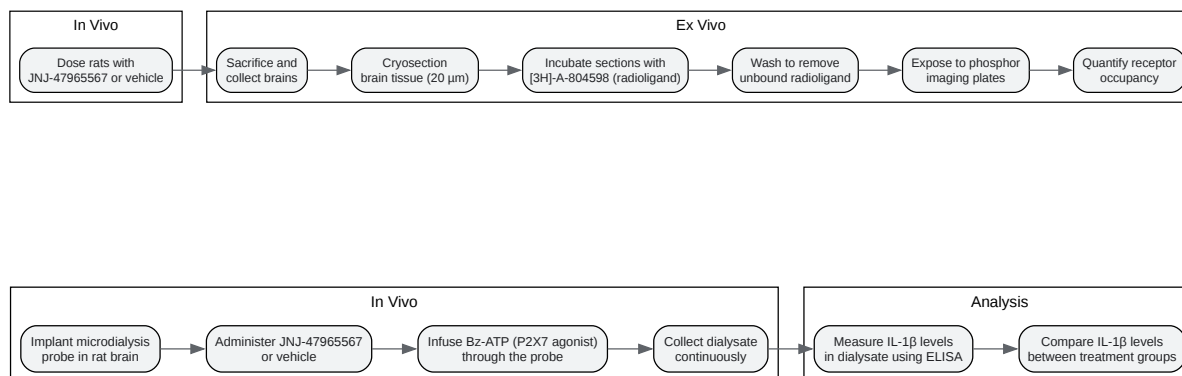 In Vivo
Dose rats with
JNJ-47965567 or vehicle
Ex Vivo
Sacrifice and
collect brains
Cryosection
brain tissue (20 µm)
Incubate sections with
[3H]-A-804598 (radioligand)
Wash to remove
unbound radioligand
Expose to phosphor
imaging plates
Quantify receptor
occupancy
In Vivo
Implant microdialysis
probe in rat brain
Administer JNJ-47965567
or vehicle
Infuse Bz-ATP (P2X7 agonist)
through the probe
Collect dialysate
continuously
Analysis
Measure IL-1β levels
in dialysate using ELISA
Compare IL-1β levels
between treatment groups